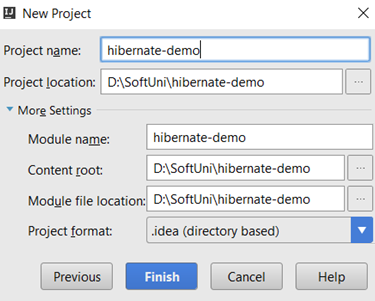 New Project
Project name: hibernate-demo
Project location: D:\SoftUni\hibernate-demo ...
More Settings
Module name: hibernate-demo
Content root: D:\SoftUni\hibernate-demo ...
Module file location: D:\SoftUni\hibernate-demo ...
Project format: .idea (directory based)
Previous Finish Cancel Help